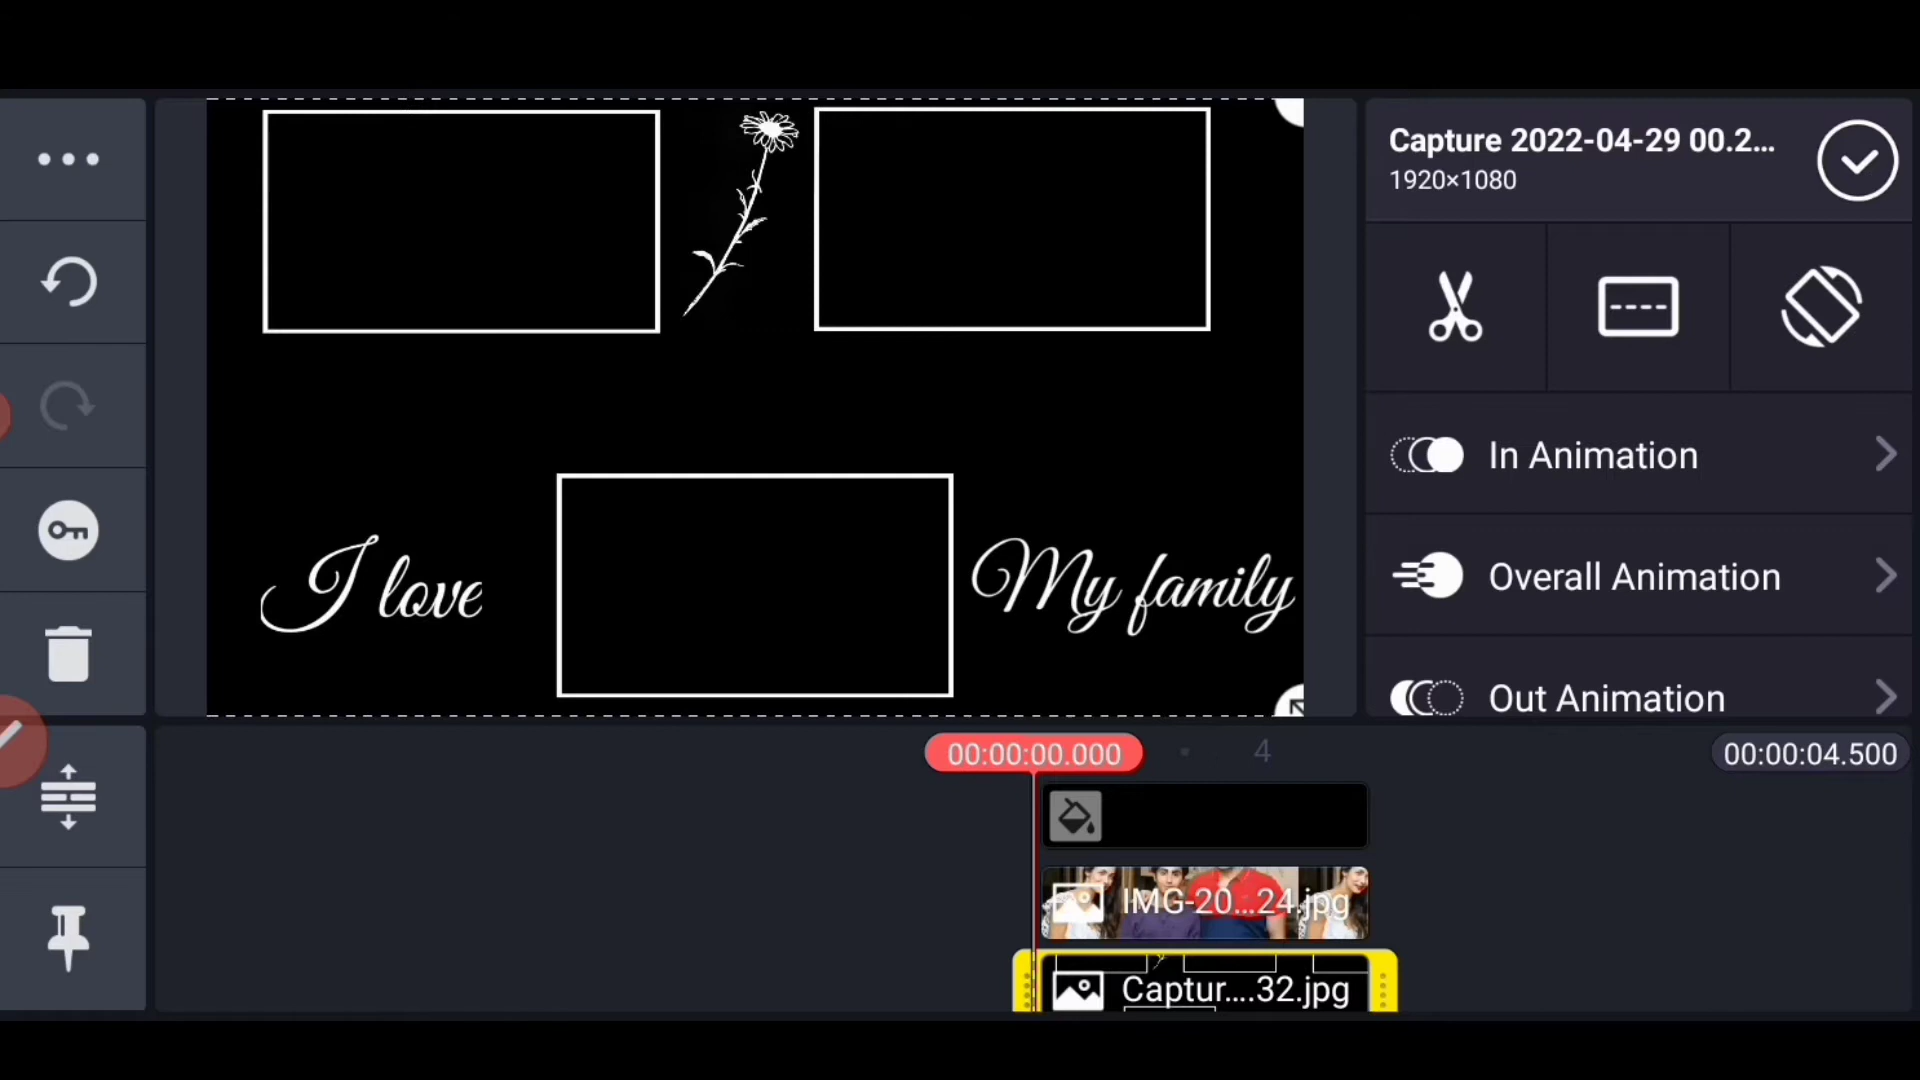 Capture 2022-04-29 00.2...
1920×1080
In Animation
Overall Animation
Out Animation
I love
My family
00:00:00.000
4
00:00:04.500
IMG-20...24.jpg
Captur....32.jpg